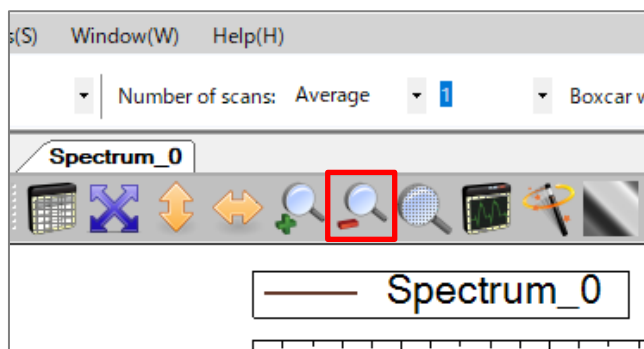 s(S) Window(W) Help(H)
Number of scans: Average 1 Boxcar w
Spectrum_0
Spectrum_0